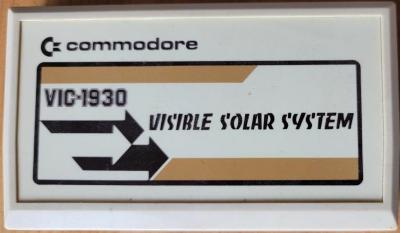 commodore
VIC-1930
VISIBLE SOLAR SYSTEM